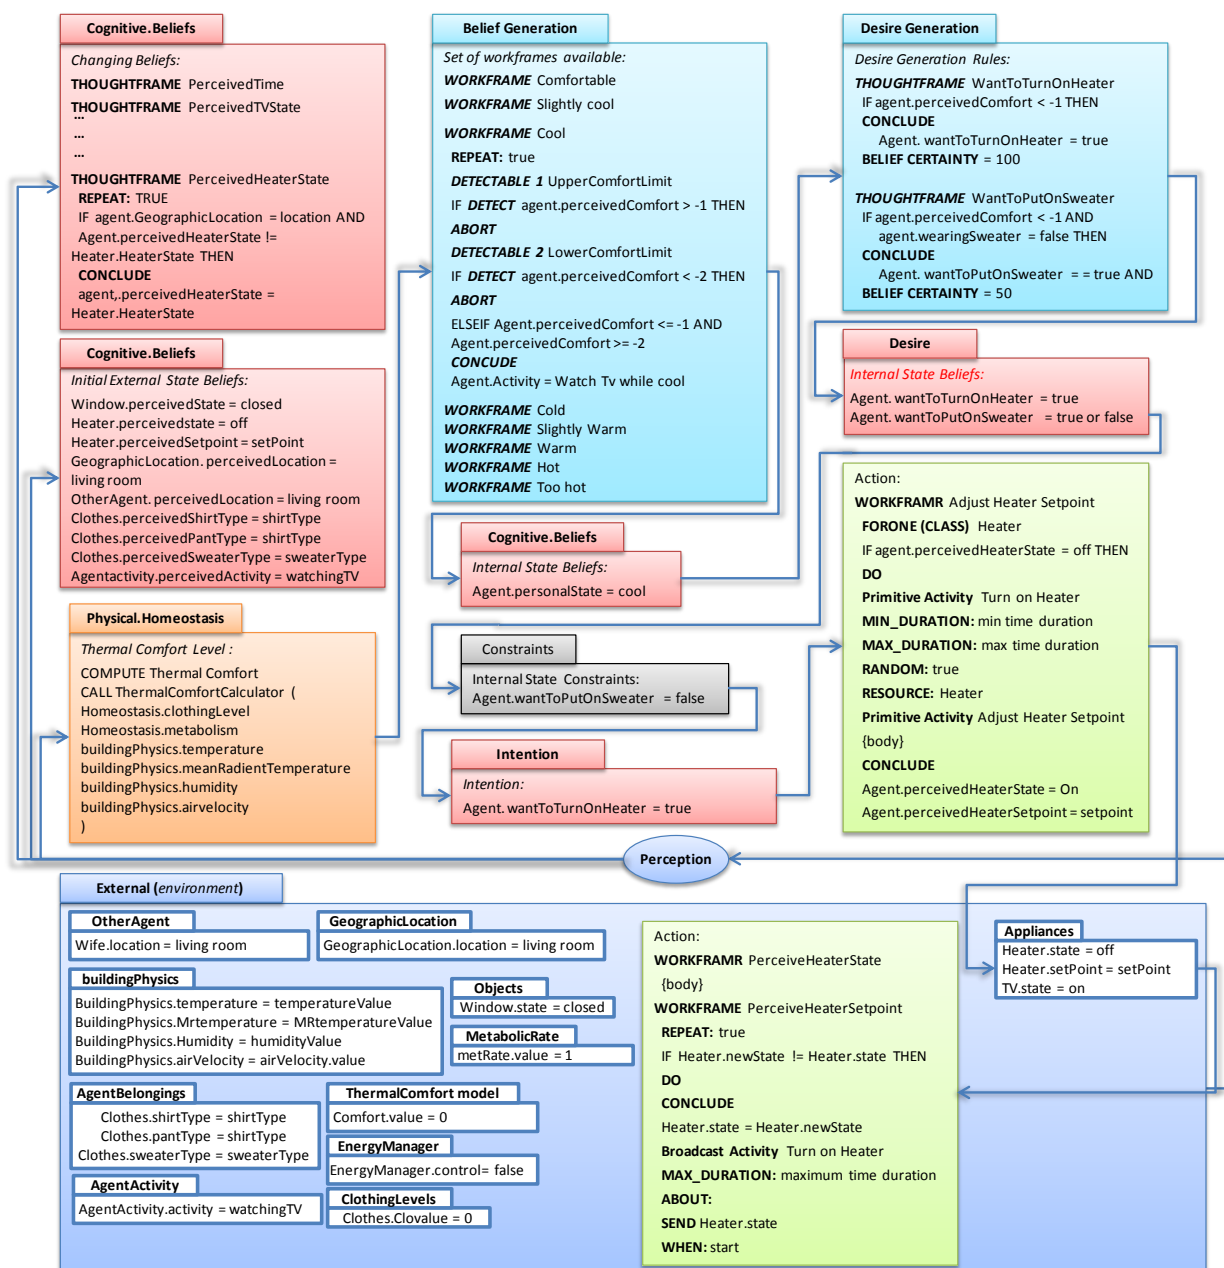 Cognitive.Beliefs
Changing Beliefs:
THOUGHTFRAME PerceivedTime
THOUGHTFRAME PerceivedTVState
...
...
...
THOUGHTFRAME PerceivedHeaterState
REPEAT: TRUE
IF agent.GeographicLocation = location AND
Agent.perceivedHeaterState !=
Heater.HeaterState THEN
CONCLUDE
agent,.perceivedHeaterState =
Heater.HeaterState
Cognitive.Beliefs
Initial External State Beliefs:
Window.perceivedState = closed
Heater.perceivedstate = off
Heater.perceivedSetpoint = setPoint
GeographicLocation. perceivedLocation =
living room
OtherAgent. perceivedLocation = living room
Clothes.perceivedShirtType = shirtType
Clothes.perceivedPantType = shirtType
Clothes.perceivedSweaterType = sweaterType
Agentactivity.perceivedActivity = watchingTV
Physical.Homeostasis
Thermal Comfort Level :
COMPUTE Thermal Comfort
CALL ThermalComfortCalculator (
Homeostasis.clothingLevel
Homeostasis.metabolism
buildingPhysics.temperature
buildingPhysics.meanRadientTemperature
buildingPhysics.humidity
buildingPhysics.airvelocity
)
Belief Generation
Set of workframes available:
WORKFRAME Comfortable
WORKFRAME Slightly cool
WORKFRAME Cool
REPEAT: true
DETECTABLE 1 UpperComfortLimit
IF DETECT agent.perceivedComfort > -1 THEN
ABORT
DETECTABLE 2 LowerComfortLimit
IF DETECT agent.perceivedComfort < -2 THEN
ABORT
ELSEIF Agent.perceivedComfort <= -1 AND
Agent.perceivedComfort >= -2
CONCUDE
Agent.Activity = Watch Tv while cool
WORKFRAME Cold
WORKFRAME Slightly Warm
WORKFRAME Warm
WORKFRAME Hot
WORKFRAME Too hot
Cognitive.Beliefs
Internal State Beliefs:
Agent.personalState = cool
Constraints
Internal State Constraints:
Agent.wantToPutOnSweater = false
Intention
Intention:
Agent. wantToTurnOnHeater = true
Desire Generation
Desire Generation Rules:
THOUGHTFRAME WantToTurnOnHeater
IF agent.perceivedComfort < -1 THEN
CONCLUDE
Agent. wantToTurnOnHeater = true
BELIEF CERTAINTY = 100
THOUGHTFRAME WantToPutOnSweater
IF agent.perceivedComfort < -1 AND
agent.wearingSweater = false THEN
CONCLUDE
Agent. wantToPutOnSweater = = true AND
BELIEF CERTAINTY = 50
Desire
Internal State Beliefs:
Agent. wantToTurnOnHeater = true
Agent. wantToPutOnSweater = true or false
Action:
WORKFRAMR Adjust Heater Setpoint
FORONE (CLASS) Heater
IF agent.perceivedHeaterState = off THEN
DO
Primitive Activity Turn on Heater
MIN_DURATION: min time duration
MAX_DURATION: max time duration
RANDOM: true
RESOURCE: Heater
Primitive Activity Adjust Heater Setpoint
{body}
CONCLUDE
Agent.perceivedHeaterState = On
Agent.perceivedHeaterSetpoint = setpoint
Perception
External (environment)
OtherAgent
Wife.location = living room
GeographicLocation
GeographicLocation.location = living room
buildingPhysics
BuildingPhysics.temperature = temperatureValue
BuildingPhysics.Mrtemperature = MRtemperatureValue
BuildingPhysics.Humidity = humidityValue
BuildingPhysics.airVelocity = airVelocity.value
Objects
Window.state = closed
MetabolicRate
metRate.value = 1
AgentBelongings
Clothes.shirtType = shirtType
Clothes.pantType = shirtType
Clothes.sweaterType = sweaterType
ThermalComfort model
Comfort.value = 0
EnergyManager
EnergyManager.control= false
AgentActivity
AgentActivity.activity = watchingTV
ClothingLevels
Clothes.Clovalue = 0
Action:
WORKFRAMR PerceiveHeaterState
{body}
WORKFRAME PerceiveHeaterSetpoint
REPEAT: true
IF Heater.newState != Heater.state THEN
DO
CONCLUDE
Heater.state = Heater.newState
Broadcast Activity Turn on Heater
MAX_DURATION: maximum time duration
ABOUT:
SEND Heater.state
WHEN: start
Appliances
Heater.state = off
Heater.setPoint = setPoint
TV.state = on